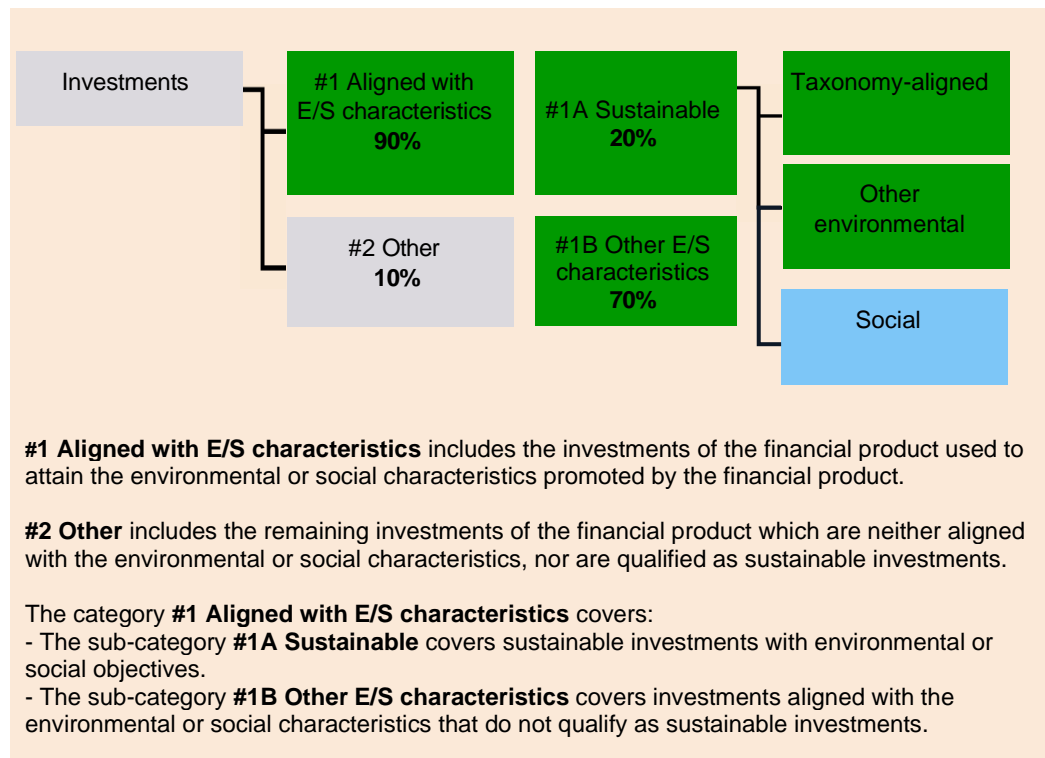 Investments
#1 Aligned with
E/S characteristics
90%
#2 Other
10%
#1A Sustainable
20%
#1B Other E/S
characteristics
70%
Taxonomy-aligned
Other
environmental
Social
#1 Aligned with E/S characteristics includes the investments of the financial product used to
attain the environmental or social characteristics promoted by the financial product.
#2 Other includes the remaining investments of the financial product which are neither aligned
with the environmental or social characteristics, nor are qualified as sustainable investments.
The category #1 Aligned with E/S characteristics covers:
- The sub-category #1A Sustainable covers sustainable investments with environmental or
social objectives.
- The sub-category #1B Other E/S characteristics covers investments aligned with the
environmental or social characteristics that do not qualify as sustainable investments.